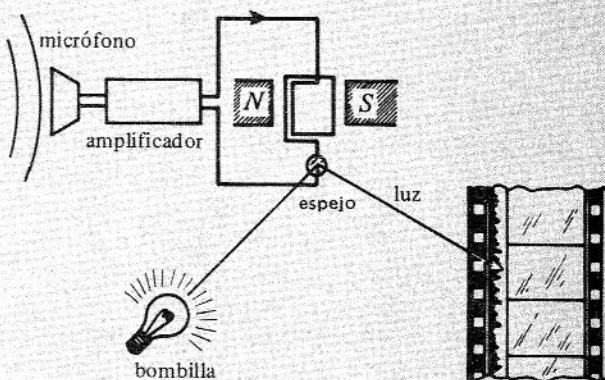 micrófono
N
S
amplificador
espejo
luz
bombilla